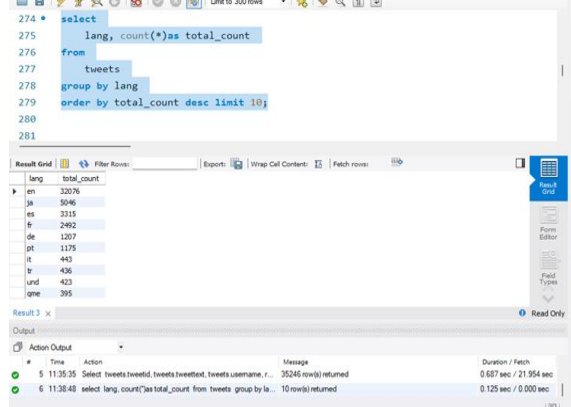 Limit to 300 rows
274 select
275 lang, count(*)as total_count
276 from
277 tweets
278 group by lang
279 order by total_count desc limit 10;
280
281
Result Grid Filter Rows: Export: Wrap Cell Content: Fetch rows:
lang total_count
en 32076
ja 5046
es 3315
fr 2492
de 1207
pt 1175
it 443
tr 436
und 423
qme 395
Result Grid
Form Editor
Field Types
Result 3 × Read Only
Output
Action Output
# Time Action Message Duration / Fetch
5 11:35:35 Select tweets.tweetid, tweets.tweettext, tweets.username, r... 35246 row(s) returned 0.687 sec / 21.954 sec
6 11:38:48 select lang, count(*)as total_count from tweets group by la... 10 row(s) returned 0.125 sec / 0.000 sec